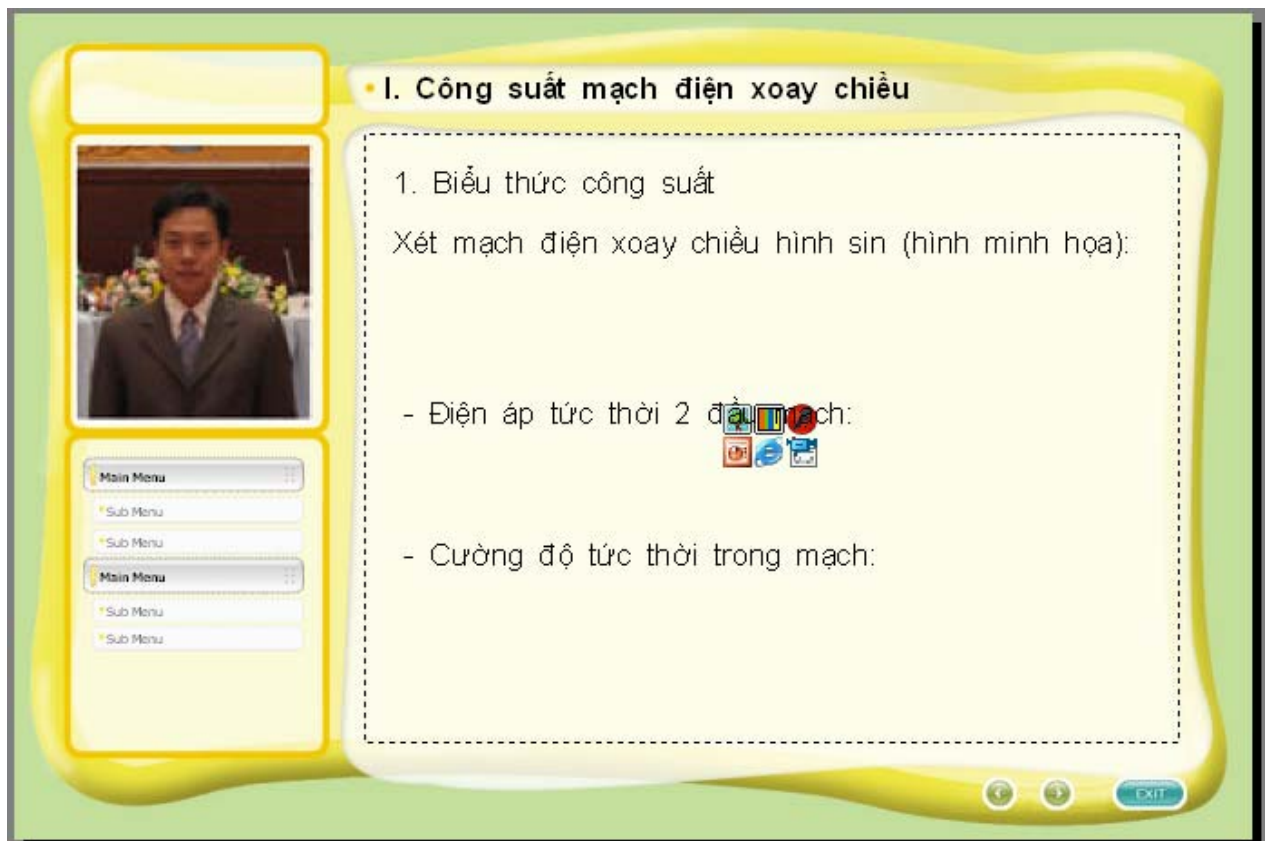 • I. Công suất mạch điện xoay chiều
1. Biểu thức công suất
Xét mạch điện xoay chiều hình sin (hình minh họa):
- Điện áp tức thời 2 đầu mạch:
- Cường độ tức thời trong mạch:
Main Menu
*Sub Menu
*Sub Menu
Main Menu
*Sub Menu
*Sub Menu
EXIT